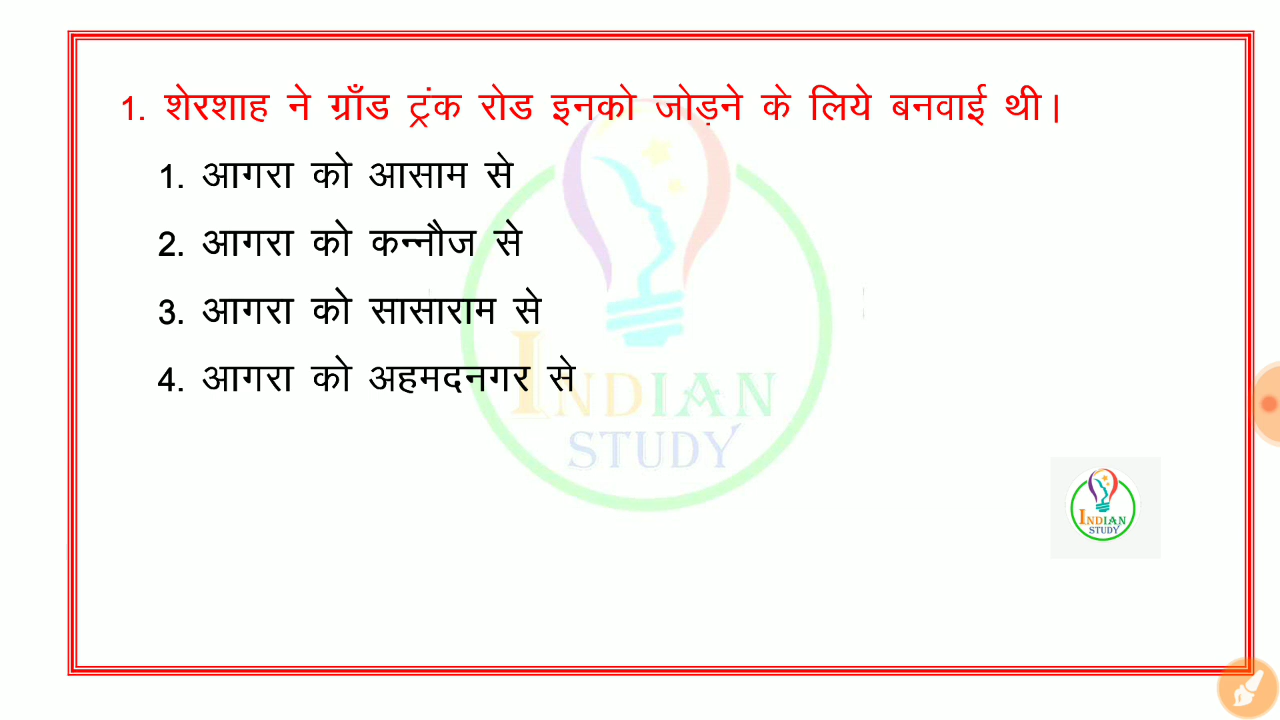 1. शेरशाह ने ग्राँड ट्रंक रोड इनको जोड़ने के लिये बनवाई थी।
1. आगरा को आसाम से
2. आगरा को कन्नौज से
3. आगरा को सासाराम से
4. आगरा को अहमदनगर से
INDIAN
STUDY
INDIAN
STUDY